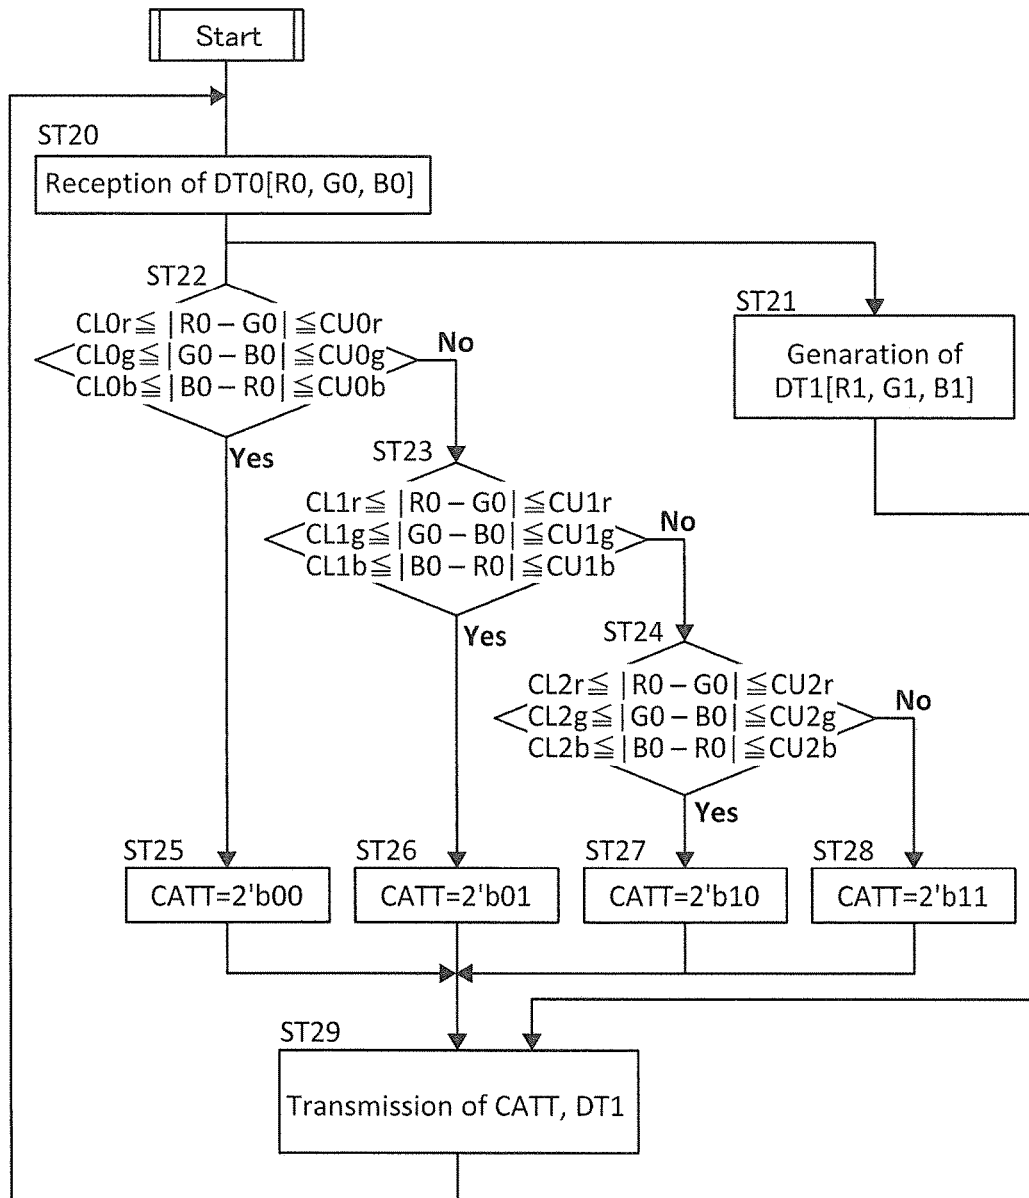 Start
ST20
Reception of DT0[R0, G0, B0]
ST22
CL0r≦ |R0 – G0| ≦CU0r
CL0g≦ |G0 – B0| ≦CU0g
CL0b≦ |B0 – R0| ≦CU0b
No
Yes
ST21
Genaration of
DT1[R1, G1, B1]
ST23
CL1r≦ |R0 – G0| ≦CU1r
CL1g≦ |G0 – B0| ≦CU1g
CL1b≦ |B0 – R0| ≦CU1b
No
Yes
ST24
CL2r≦ |R0 – G0| ≦CU2r
CL2g≦ |G0 – B0| ≦CU2g
CL2b≦ |B0 – R0| ≦CU2b
No
Yes
ST25
CATT=2'b00
ST26
CATT=2'b01
ST27
CATT=2'b10
ST28
CATT=2'b11
ST29
Transmission of CATT, DT1